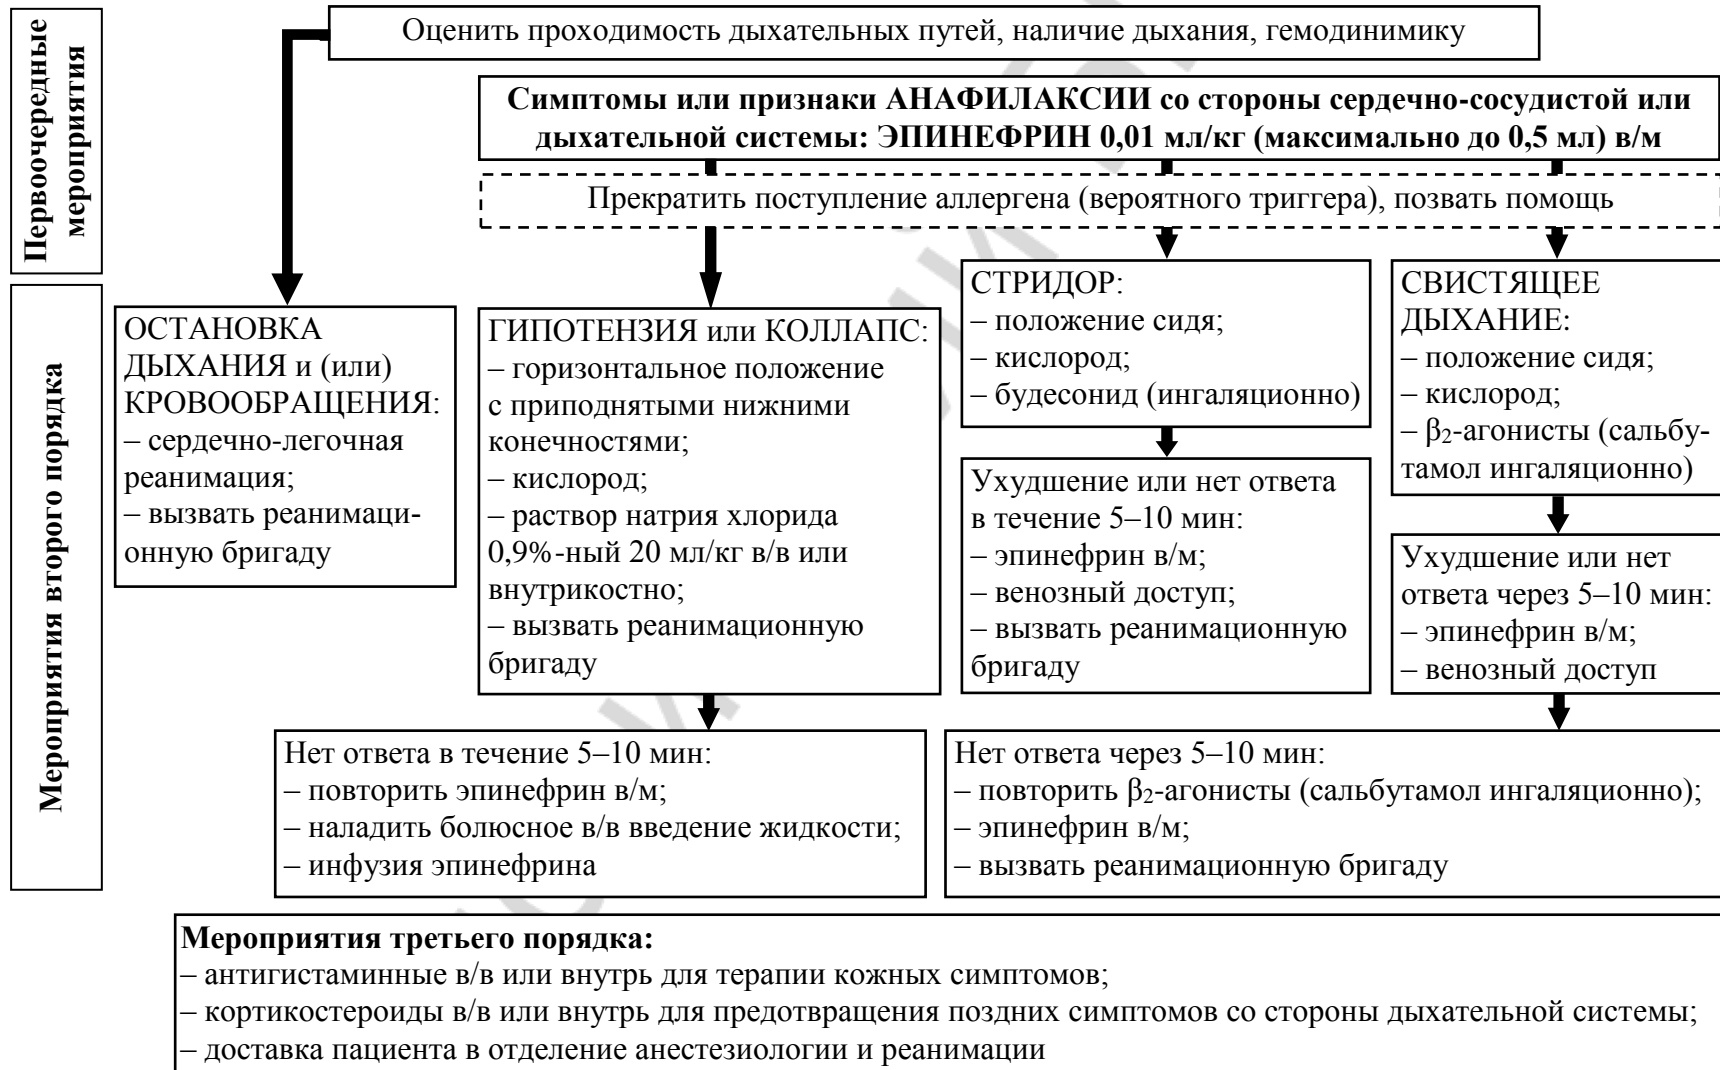 Первоочередные
мероприятия
Оценить проходимость дыхательных путей, наличие дыхания, гемодинимику
Симптомы или признаки АНАФИЛАКСИИ со стороны сердечно-сосудистой или
дыхательной системы: ЭПИНЕФРИН 0,01 мл/кг (максимально до 0,5 мл) в/м
Прекратить поступление аллергена (вероятного триггера), позвать помощь
Мероприятия второго порядка
ОСТАНОВКА
ДЫХАНИЯ и (или)
КРОВООБРАЩЕНИЯ:
– сердечно-легочная
реанимация;
– вызвать реанимаци-
онную бригаду
ГИПОТЕНЗИЯ или КОЛЛАПС:
– горизонтальное положение
с приподнятыми нижними
конечностями;
– кислород;
– раствор натрия хлорида
0,9%-ный 20 мл/кг в/в или
внутрикостно;
– вызвать реанимационную
бригаду
СТРИДОР:
– положение сидя;
– кислород;
– будесонид (ингаляционно)
Ухудшение или нет ответа
в течение 5–10 мин:
– эпинефрин в/м;
– венозный доступ;
– вызвать реанимационную
бригаду
СВИСТЯЩЕЕ
ДЫХАНИЕ:
– положение сидя;
– кислород;
– β₂-агонисты (сальбу-
тамол ингаляционно)
Ухудшение или нет
ответа через 5–10 мин:
– эпинефрин в/м;
– венозный доступ
Нет ответа в течение 5–10 мин:
– повторить эпинефрин в/м;
– наладить болюсное в/в введение жидкости;
– инфузия эпинефрина
Нет ответа через 5–10 мин:
– повторить β₂-агонисты (сальбутамол ингаляционно);
– эпинефрин в/м;
– вызвать реанимационную бригаду
Мероприятия третьего порядка:
– антигистаминные в/в или внутрь для терапии кожных симптомов;
– кортикостероиды в/в или внутрь для предотвращения поздних симптомов со стороны дыхательной системы;
– доставка пациента в отделение анестезиологии и реанимации